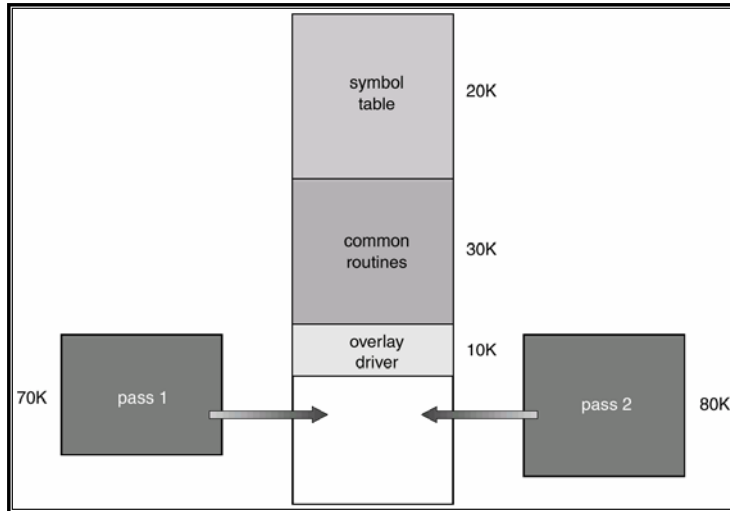 symbol
table
20K
common
routines
30K
overlay
driver
10K
70K
pass 1
pass 2
80K